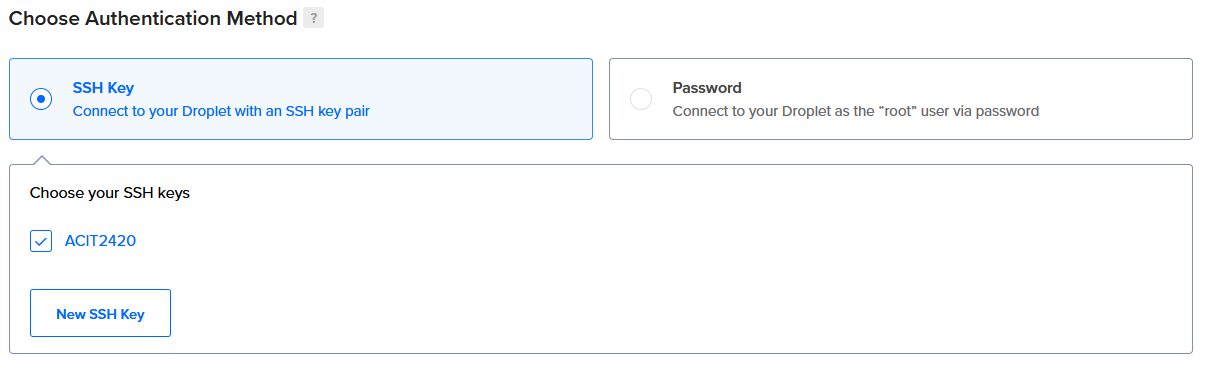 Choose Authentication Method ?
SSH Key
Connect to your Droplet with an SSH key pair
Password
Connect to your Droplet as the “root” user via password
Choose your SSH keys
ACIT2420
New SSH Key